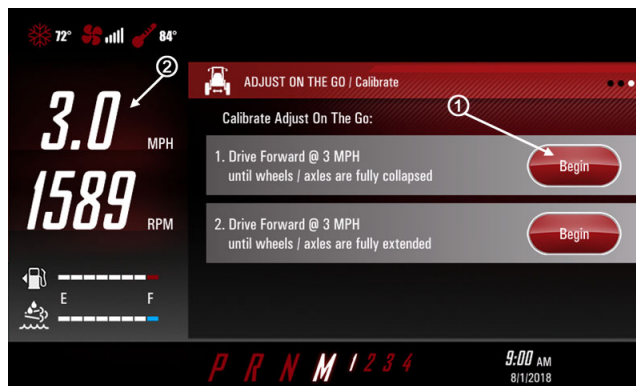 72° 84°
2
ADJUST ON THE GO / Calibrate
1
Calibrate Adjust On The Go:
3.0 MPH
1. Drive Forward @ 3 MPH
until wheels / axles are fully collapsed
Begin
1589 RPM
2. Drive Forward @ 3 MPH
until wheels / axles are fully extended
Begin
E F
P R N M 1 2 3 4
9:00 AM
8/1/2018